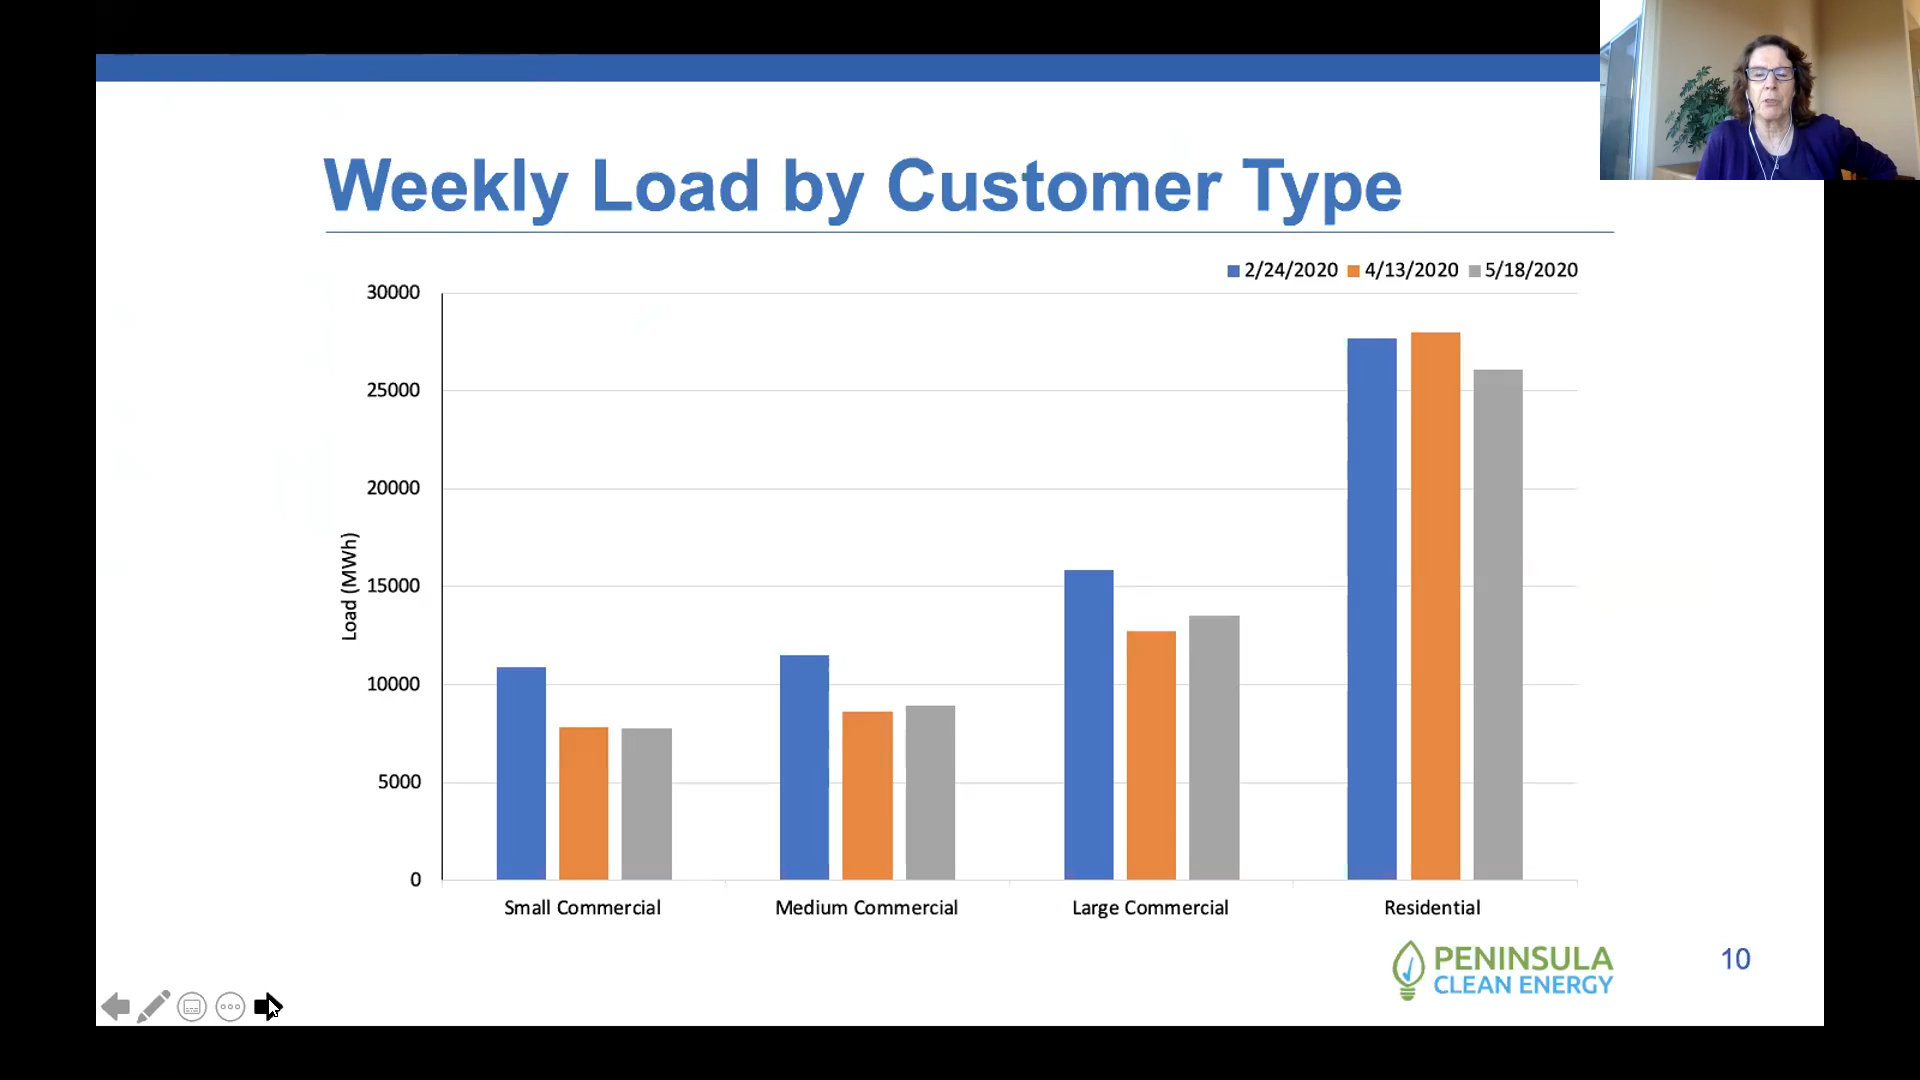 Weekly Load by Customer Type
2/24/2020 4/13/2020 5/18/2020
30000
25000
20000
15000
10000
5000
0
Load (MWh)
Small Commercial Medium Commercial Large Commercial Residential
PENINSULA
CLEAN ENERGY
10